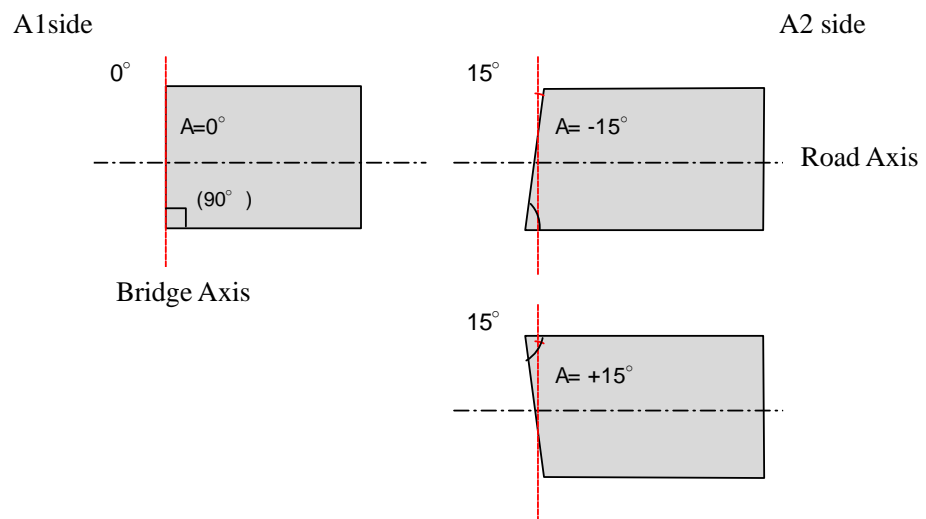 A1side
A2 side
0°
15°
A=0°
A= -15°
Road Axis
(90° )
Bridge Axis
15°
A= +15°